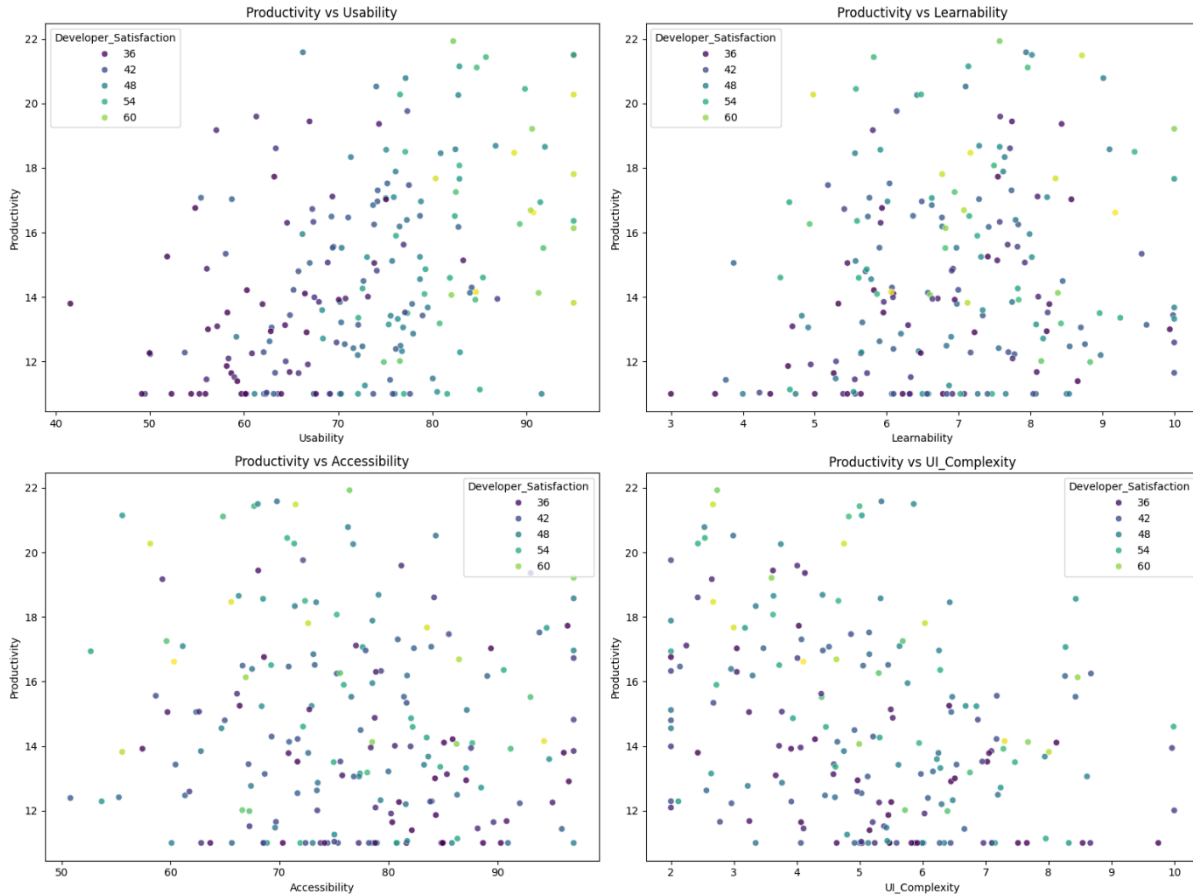 Productivity vs Usability
Developer_Satisfaction
36
42
48
54
60
22
20
18
16
14
12
Productivity
40 50 60 70 80 90
Usability
Productivity vs Learnability
Developer_Satisfaction
36
42
48
54
60
22
20
18
16
14
12
Productivity
3 4 5 6 7 8 9 10
Learnability
Productivity vs Accessibility
Developer_Satisfaction
36
42
48
54
60
22
20
18
16
14
12
Productivity
50 60 70 80 90
Accessibility
Productivity vs UI_Complexity
Developer_Satisfaction
36
42
48
54
60
22
20
18
16
14
12
Productivity
2 3 4 5 6 7 8 9 10
UI_Complexity